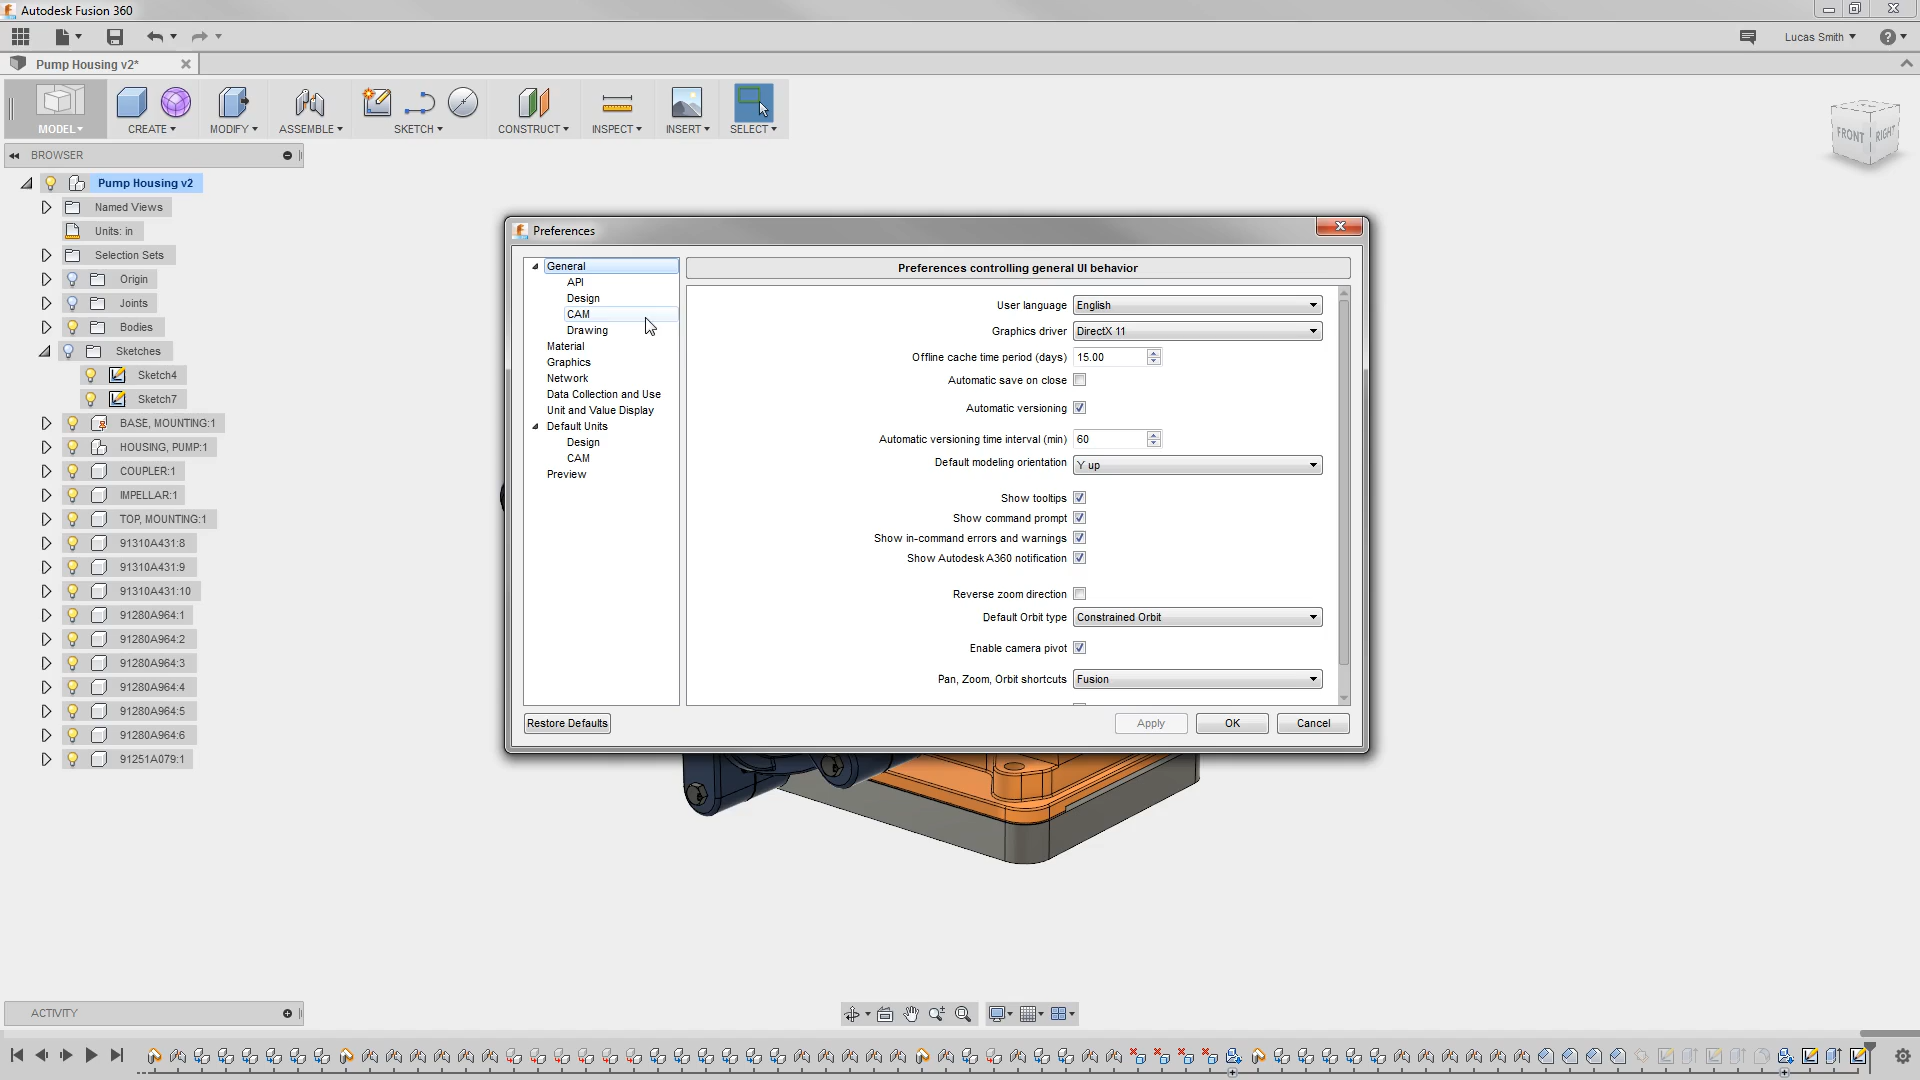 Autodesk Fusion 360
Lucas Smith
Pump Housing v2*
MODEL
CREATE
MODIFY
ASSEMBLE
SKETCH
CONSTRUCT
INSPECT
INSERT
SELECT
FRONT
RIGHT
BROWSER
Pump Housing v2
Named Views
Units: in
Selection Sets
Origin
Joints
Bodies
Sketches
Sketch4
Sketch7
BASE, MOUNTING:1
HOUSING, PUMP:1
COUPLER:1
IMPELLAR:1
TOP, MOUNTING:1
91310A431:8
91310A431:9
91310A431:10
91280A964:1
91280A964:2
91280A964:3
91280A964:4
91280A964:5
91280A964:6
91251A079:1
Preferences
General
API
Design
CAM
Drawing
Material
Graphics
Network
Data Collection and Use
Unit and Value Display
Default Units
Design
CAM
Preview
Preferences controlling general UI behavior
User language English
Graphics driver DirectX 11
Offline cache time period (days) 15.00
Automatic save on close
Automatic versioning
Automatic versioning time interval (min) 60
Default modeling orientation Y up
Show tooltips
Show command prompt
Show in-command errors and warnings
Show Autodesk A360 notification
Reverse zoom direction
Default Orbit type Constrained Orbit
Enable camera pivot
Pan, Zoom, Orbit shortcuts Fusion
Restore Defaults
Apply
OK
Cancel
ACTIVITY